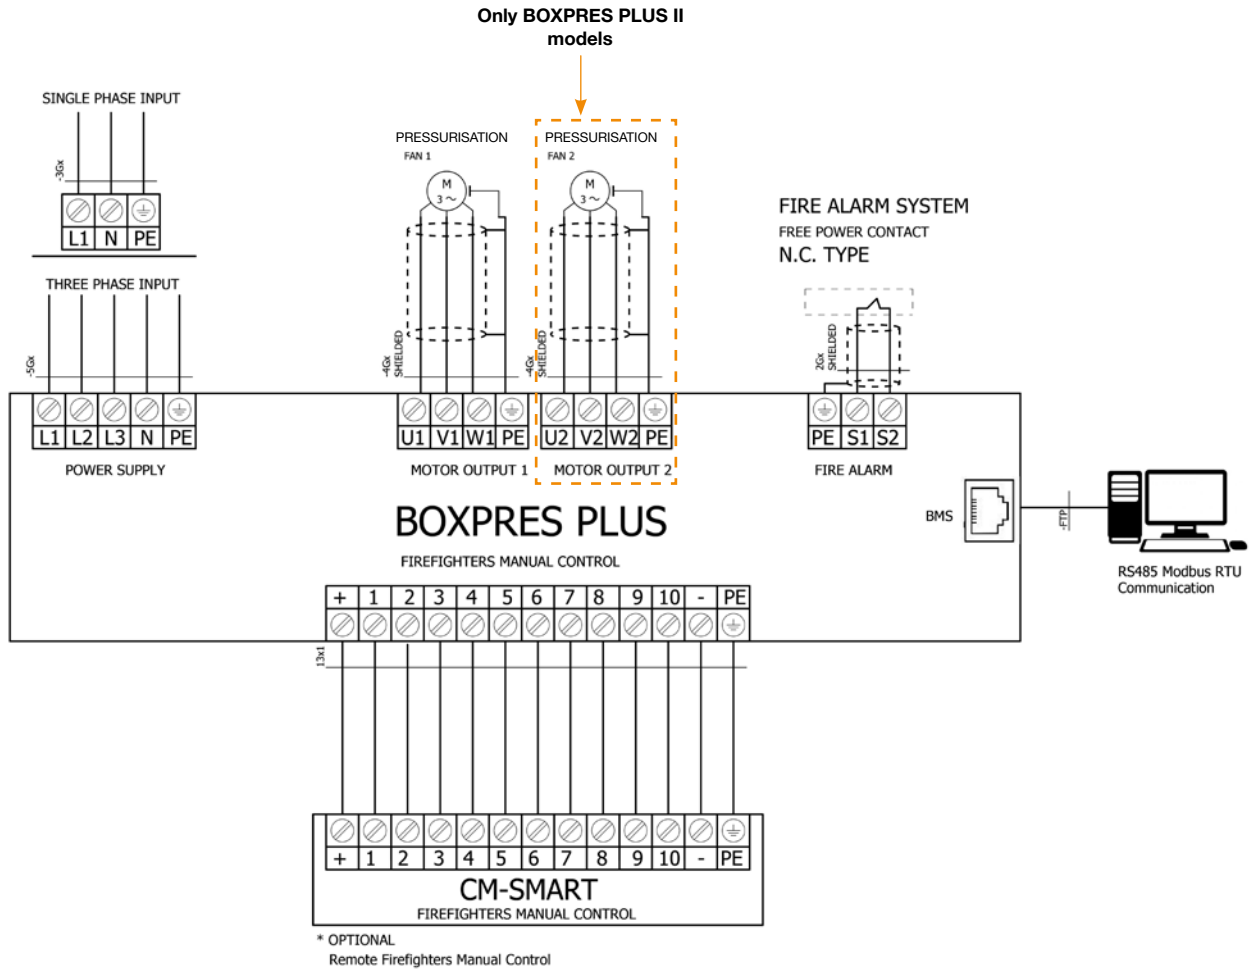 Only BOXPRES PLUS II
models
SINGLE PHASE INPUT
-3Gx
L1 N PE
THREE PHASE INPUT
-5Gx
L1 L2 L3 N PE
POWER SUPPLY
PRESSURISATION
FAN 1
M
3~
-4Gx
SHIELDED
U1 V1 W1 PE
MOTOR OUTPUT 1
PRESSURISATION
FAN 2
M
3~
-4Gx
SHIELDED
U2 V2 W2 PE
MOTOR OUTPUT 2
FIRE ALARM SYSTEM
FREE POWER CONTACT
N.C. TYPE
2Gx
SHIELDED
PE S1 S2
FIRE ALARM
BMS
-FTP
RS485 Modbus RTU
Communication
BOXPRES PLUS
FIREFIGHTERS MANUAL CONTROL
+ 1 2 3 4 5 6 7 8 9 10 - PE
13x1
+ 1 2 3 4 5 6 7 8 9 10 - PE
CM-SMART
FIREFIGHTERS MANUAL CONTROL
* OPTIONAL
Remote Firefighters Manual Control